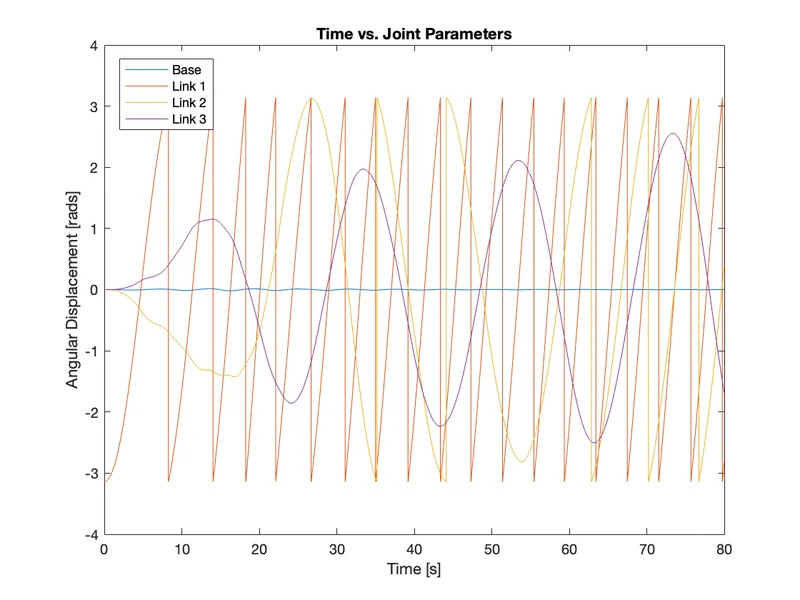 Time vs. Joint Parameters
4
3
2
1
0
-1
-2
-3
-4
Angular Displacement [rads]
Base
Link 1
Link 2
Link 3
0 10 20 30 40 50 60 70 80
Time [s]